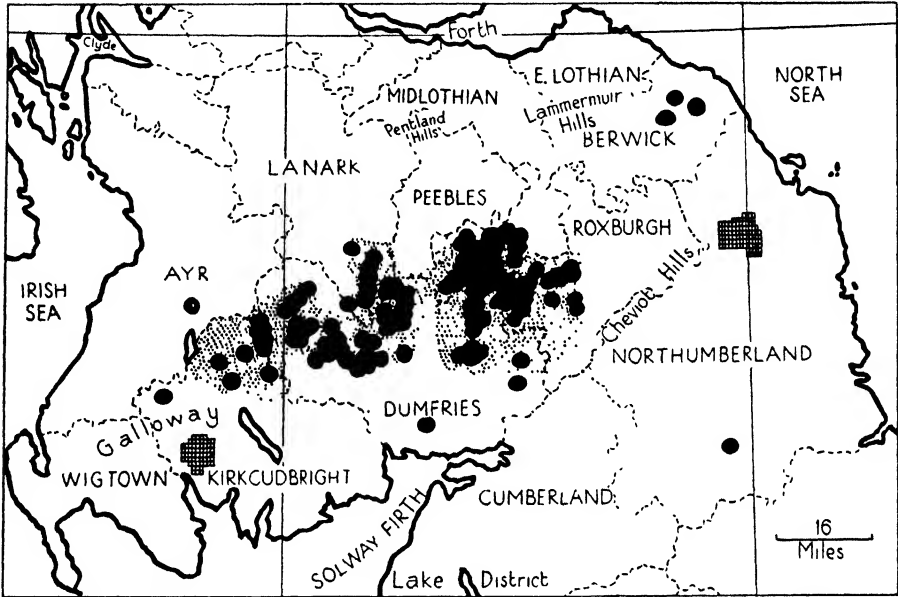 Clyde
Forth
E. LOTHIAN
NORTH
SEA
MIDLOTHIAN
Lammermuir
Hills
Pentland
Hills
BERWICK
LANARK
PEEBLES
ROXBURGH
AYR
IRISH
SEA
Cheviot Hills
NORTHUMBERLAND
DUMFRIES
Galloway
WIGTOWN
KIRKCUDBRIGHT
CUMBERLAND
SOLWAY FIRTH
16
Miles
Lake District